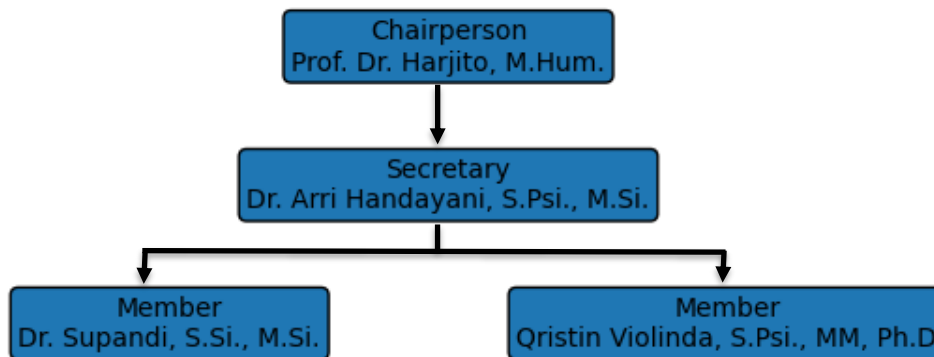 Chairperson
Prof. Dr. Harjito, M.Hum.
Secretary
Dr. Arri Handayani, S.Psi., M.Si.
Member
Dr. Supandi, S.Si., M.Si.
Member
Qristin Violinda, S.Psi., MM, Ph.D